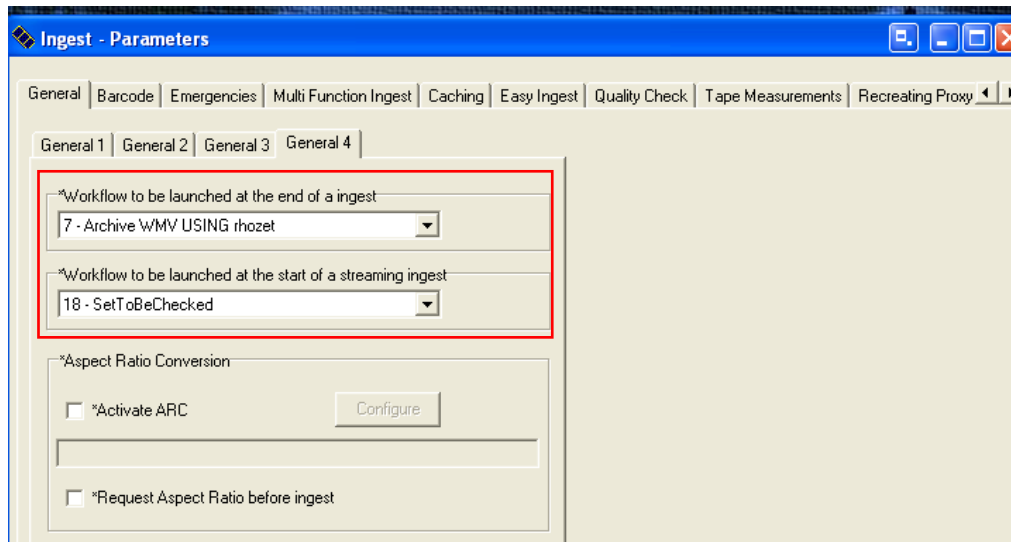 Ingest - Parameters
General Barcode Emergencies Multi Function Ingest Caching Easy Ingest Quality Check Tape Measurements Recreating Proxy
General 1 General 2 General 3 General 4
*Workflow to be launched at the end of a ingest
7 - Archive WMV USING rhozet
*Workflow to be launched at the start of a streaming ingest
18 - SetToBeChecked
*Aspect Ratio Conversion
*Activate ARC Configure
*Request Aspect Ratio before ingest